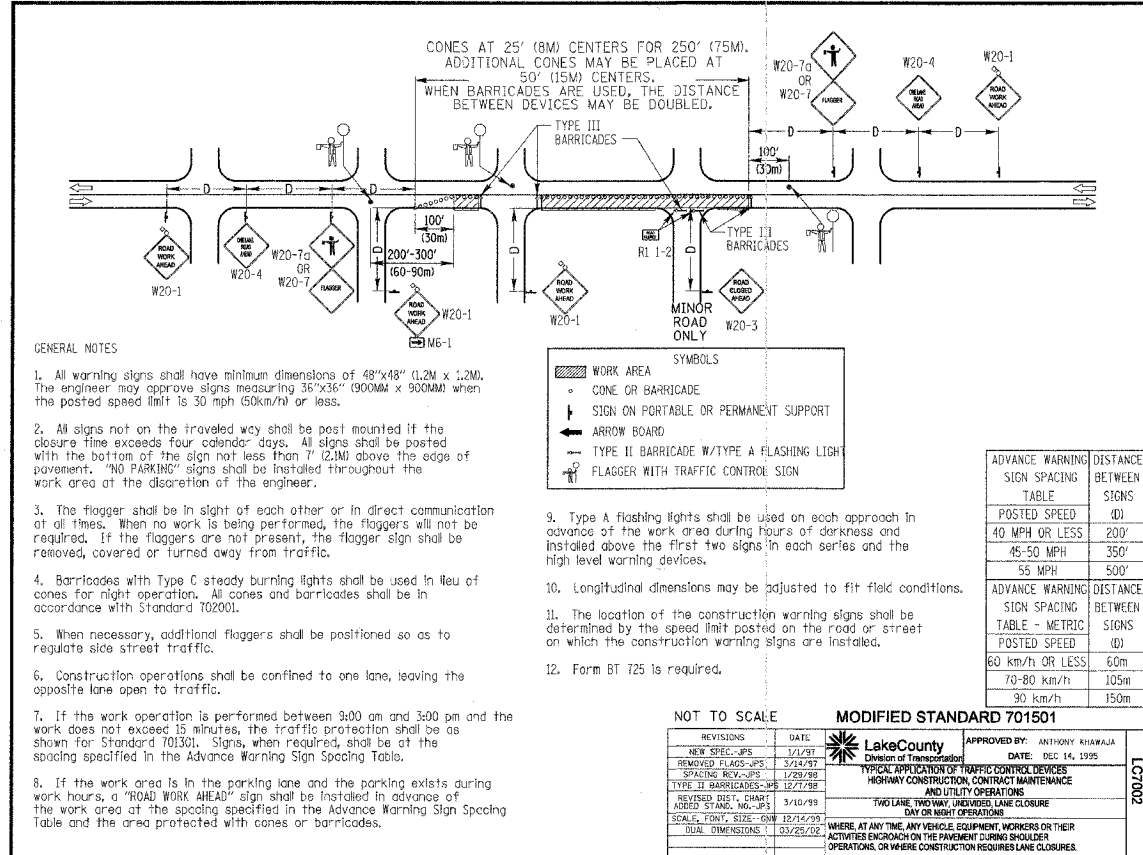 CONES AT 25' (8M) CENTERS FOR 250' (75M).
ADDITIONAL CONES MAY BE PLACED AT
50' (15M) CENTERS.
WHEN BARRICADES ARE USED, THE DISTANCE
BETWEEN DEVICES MAY BE DOUBLED.
TYPE III
BARRICADES
W20-7a
OR
W20-7
FLAGGER
W20-4
ONE LANE
ROAD
AHEAD
W20-1
ROAD
WORK
AHEAD
D
D
D
100'
(30m)
D
D
D
100'
(30m)
200'-300'
(60-90m)
D
D
D
ROAD
WORK
AHEAD
W20-1
ONE LANE
ROAD
AHEAD
W20-4
W20-7a
OR
W20-7
FLAGGER
ROAD
WORK
AHEAD
W20-1
M6-1
ROAD
WORK
AHEAD
W20-1
R11-2
TYPE III
BARRICADES
MINOR
ROAD
ONLY
ROAD
CLOSED
AHEAD
W20-3
GENERAL NOTES
1. All warning signs shall have minimum dimensions of 48"x48" (1.2M x 1.2M).
The engineer may approve signs measuring 36"x36" (900MM x 900MM) when
the posted speed limit is 30 mph (50km/h) or less.
2. All signs not on the traveled way shall be post mounted if the
closure time exceeds four calendar days. All signs shall be posted
with the bottom of the sign not less than 7' (2.1M) above the edge of
pavement. "NO PARKING" signs shall be installed throughout the
work area at the discretion of the engineer.
3. The flagger shall be in sight of each other or in direct communication
at all times. When no work is being performed, the flaggers will not be
required. If the flaggers are not present, the flagger sign shall be
removed, covered or turned away from traffic.
4. Barricades with Type C steady burning lights shall be used in lieu of
cones for night operation. All cones and barricades shall be in
accordance with Standard 702001.
5. When necessary, additional flaggers shall be positioned so as to
regulate side street traffic.
6. Construction operations shall be confined to one lane, leaving the
opposite lane open to traffic.
7. If the work operation is performed between 9:00 am and 3:00 pm and the
work does not exceed 15 minutes, the traffic protection shall be as
shown for Standard 701301. Signs, when required, shall be at the
spacing specified in the Advance Warning Sign Spacing Table.
8. If the work area is in the parking lane and the parking exists during
work hours, a "ROAD WORK AHEAD" sign shall be installed in advance of
the work area at the spacing specified in the Advance Warning Sign Spacing
Table and the area protected with cones or barricades.
SYMBOLS
WORK AREA
CONE OR BARRICADE
SIGN ON PORTABLE OR PERMANENT SUPPORT
ARROW BOARD
TYPE II BARRICADE W/TYPE A FLASHING LIGHT
FLAGGER WITH TRAFFIC CONTROL SIGN
9. Type A flashing lights shall be used on each approach in
advance of the work area during hours of darkness and
installed above the first two signs in each series and the
high level warning devices.
10. Longitudinal dimensions may be adjusted to fit field conditions.
11. The location of the construction warning signs shall be
determined by the speed limit posted on the road or street
on which the construction warning signs are installed.
12. Form BT 725 is required.
ADVANCE WARNING DISTANCE
SIGN SPACING BETWEEN
TABLE SIGNS
POSTED SPEED (D)
40 MPH OR LESS 200'
45-50 MPH 350'
55 MPH 500'
ADVANCE WARNING DISTANCE
SIGN SPACING BETWEEN
TABLE - METRIC SIGNS
POSTED SPEED (D)
60 km/h OR LESS 60m
70-80 km/h 105m
90 km/h 150m
NOT TO SCALE
MODIFIED STANDARD 701501
REVISIONS DATE
NEW SPEC.-JPS 1/1/97
REMOVED FLAGS-JPS 3/14/97
SPACING REV.-JPS 1/29/98
TYPE II BARRICADES-JPS 12/7/98
REVISED DIST. CHART
ADDED STAND. NO.-JPS 3/10/99
SCALE, FONT, SIZE--GNW 12/14/99
DUAL DIMENSIONS 03/25/02
LakeCounty
Division of Transportation
APPROVED BY: ANTHONY KHAWAJA
DATE: DEC 14, 1995
TYPICAL APPLICATION OF TRAFFIC CONTROL DEVICES
HIGHWAY CONSTRUCTION, CONTRACT MAINTENANCE
AND UTILITY OPERATIONS
TWO LANE, TWO WAY, UNDIVIDED, LANE CLOSURE
DAY OR NIGHT OPERATIONS
WHERE, AT ANY TIME, ANY VEHICLE, EQUIPMENT, WORKERS OR THEIR
ACTIVITIES ENCROACH ON THE PAVEMENT DURING SHOULDER
OPERATIONS, OR WHERE CONSTRUCTION REQUIRES LANE CLOSURES.
LC7002